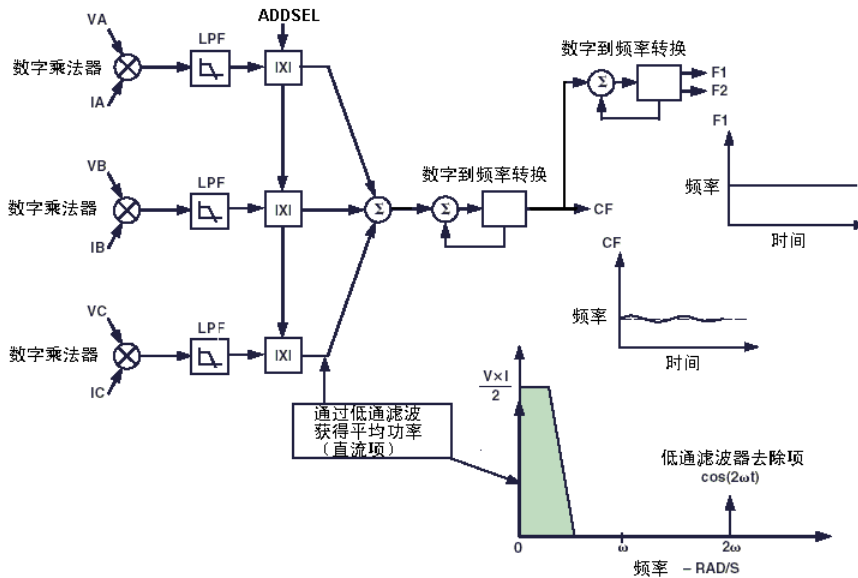 ADDSEL
VA
LPF
数字乘法器
|X|
IA
数字到频率转换
Σ
F1
F2
F1
频率
时间
VB
LPF
数字乘法器
|X|
IB
数字到频率转换
Σ
Σ
CF
CF
频率
时间
VC
LPF
数字乘法器
|X|
IC
通过低通滤波
获得平均功率
（直流项）
V×I
2
低通滤波器去除项
cos(2ωt)
0
ω
2ω
频率 – RAD/S